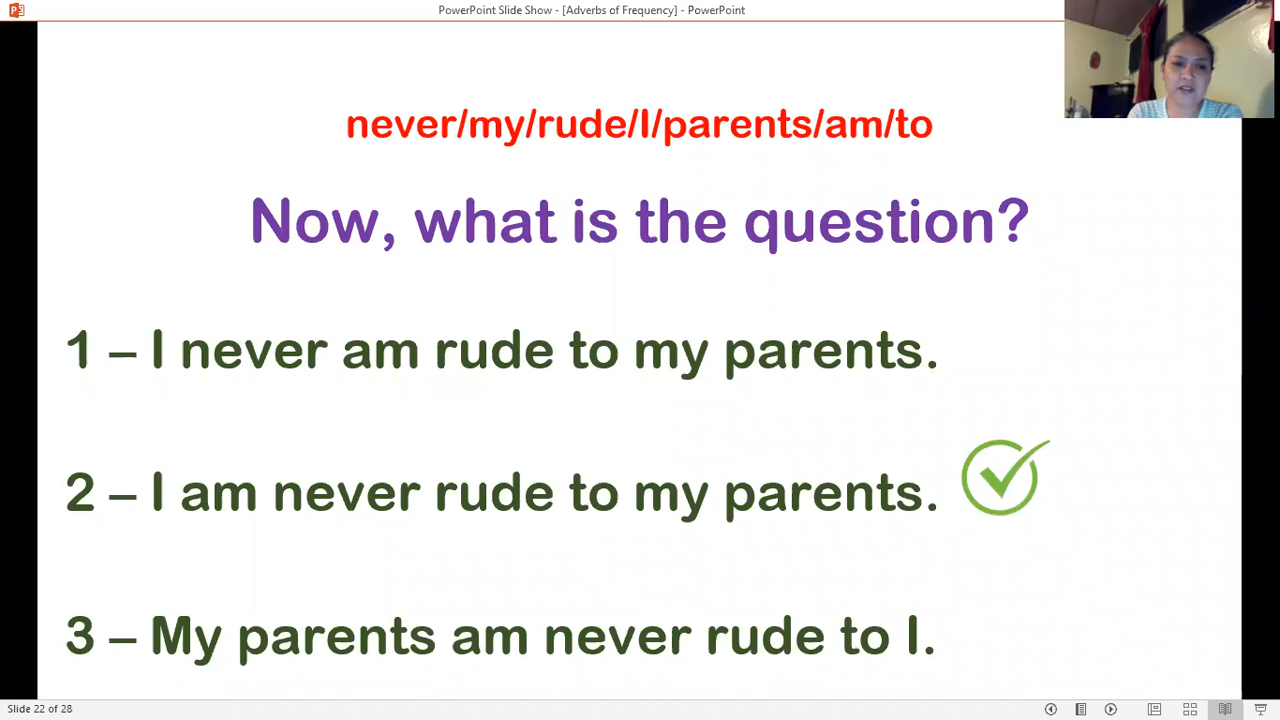 PowerPoint Slide Show - [Adverbs of Frequency] - PowerPoint
never/my/rude/I/parents/am/to
Now, what is the question?
1 – I never am rude to my parents.
2 – I am never rude to my parents.
3 – My parents am never rude to I.
Slide 22 of 28